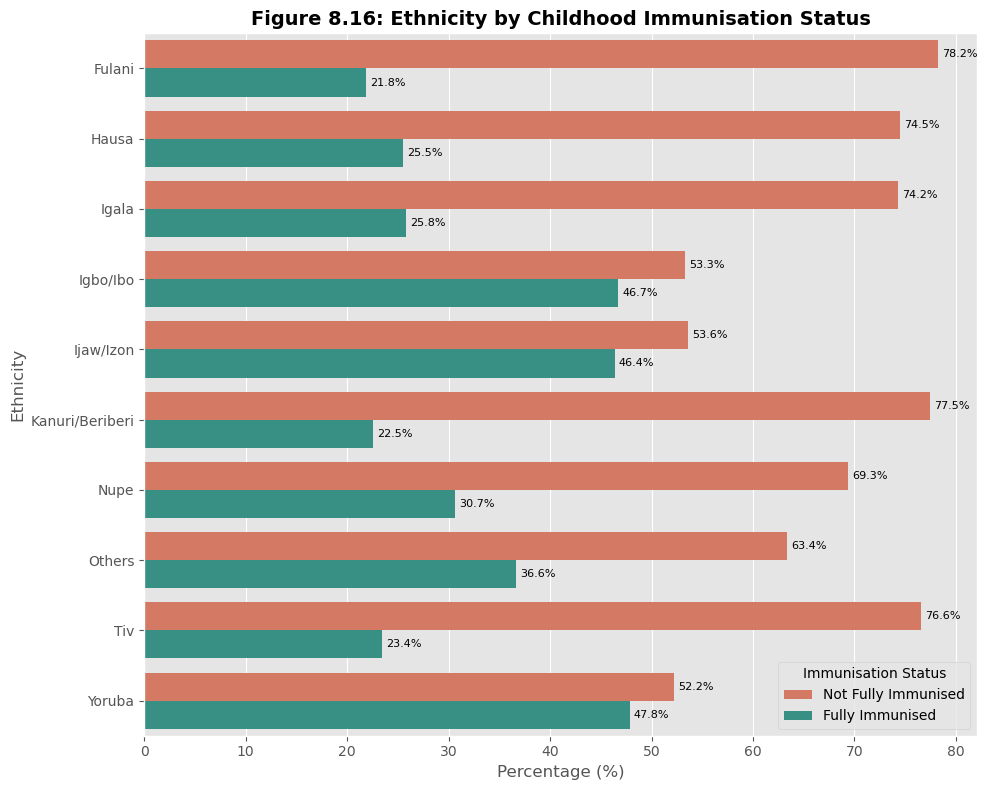 Figure 8.16: Ethnicity by Childhood Immunisation Status
Ethnicity
Fulani
78.2%
21.8%
Hausa
74.5%
25.5%
Igala
74.2%
25.8%
Igbo/Ibo
53.3%
46.7%
Ijaw/Izon
53.6%
46.4%
Kanuri/Beriberi
77.5%
22.5%
Nupe
69.3%
30.7%
Others
63.4%
36.6%
Tiv
76.6%
23.4%
Yoruba
52.2%
47.8%
Immunisation Status
Not Fully Immunised
Fully Immunised
0 10 20 30 40 50 60 70 80
Percentage (%)